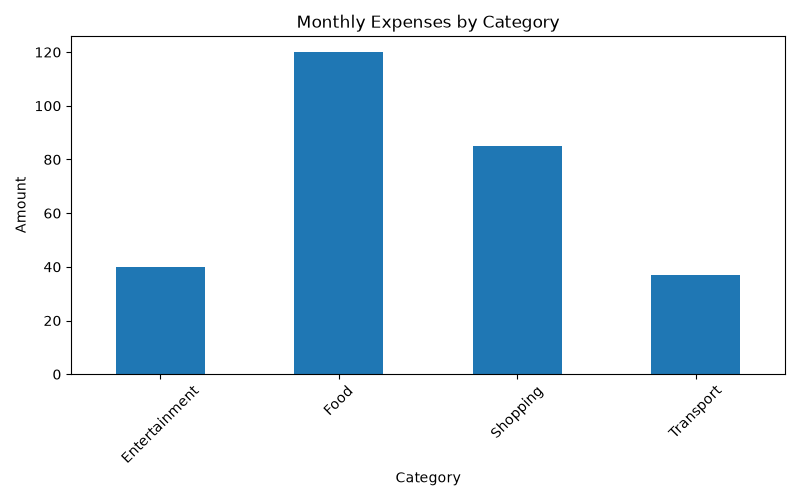 Monthly Expenses by Category
120
100
80
60
40
20
0
Amount
Entertainment
Food
Shopping
Transport
Category